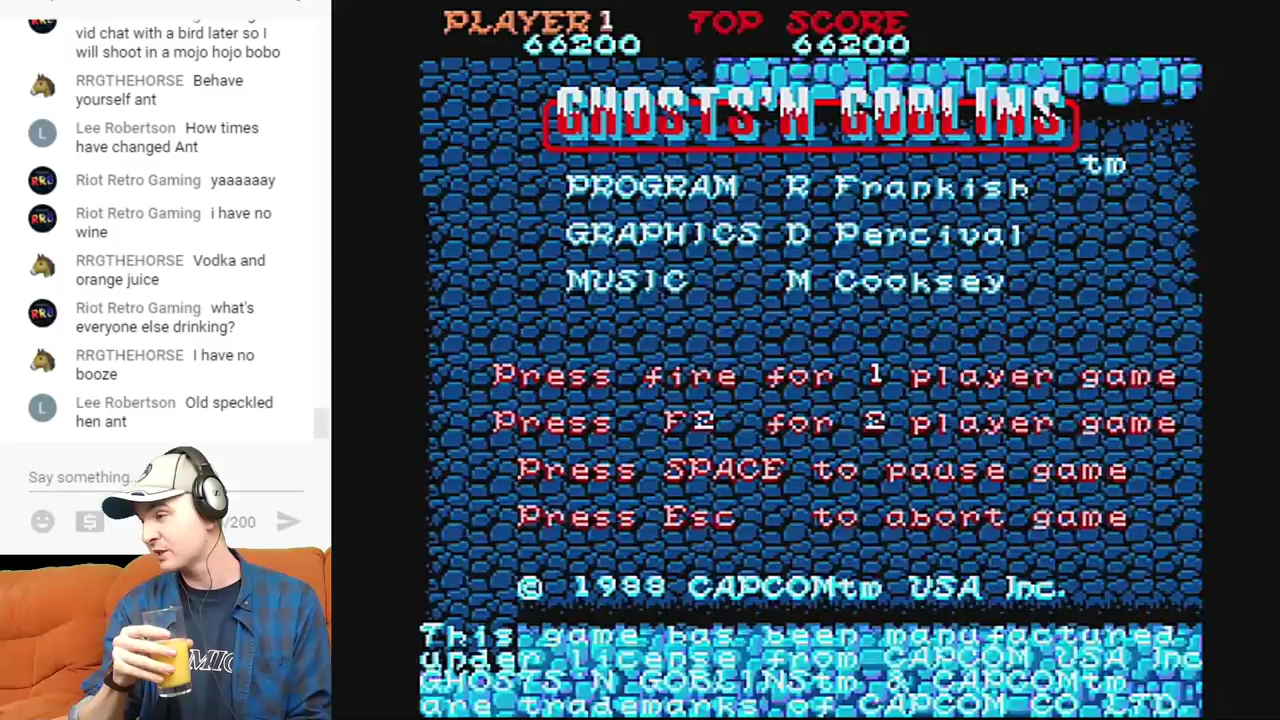 vid chat with a bird later so I
will shoot in a mojo hojo bobo
RRGTHEHORSE Behave
yourself ant
Lee Robertson How times
have changed Ant
Riot Retro Gaming yaaaaaay
Riot Retro Gaming i have no
wine
RRGTHEHORSE Vodka and
orange juice
Riot Retro Gaming what's
everyone else drinking?
RRGTHEHORSE I have no
booze
Lee Robertson Old speckled
hen ant
Say something...
/200
PLAYER 1 TOP SCORE
66200 66200
GHOSTS'N GOBLINS
tm
PROGRAM R Frankish
GRAPHICS D Percival
MUSIC M Cooksey
Press fire for 1 player game
Press F2 for 2 player game
Press SPACE to pause game
Press Esc to abort game
© 1988 CAPCOMtm USA Inc.
This game has been manufactured
under license from CAPCOM USA Inc
GHOSTS'N GOBLINStm & CAPCOMtm
are trademarks of CAPCOM CO LTD.